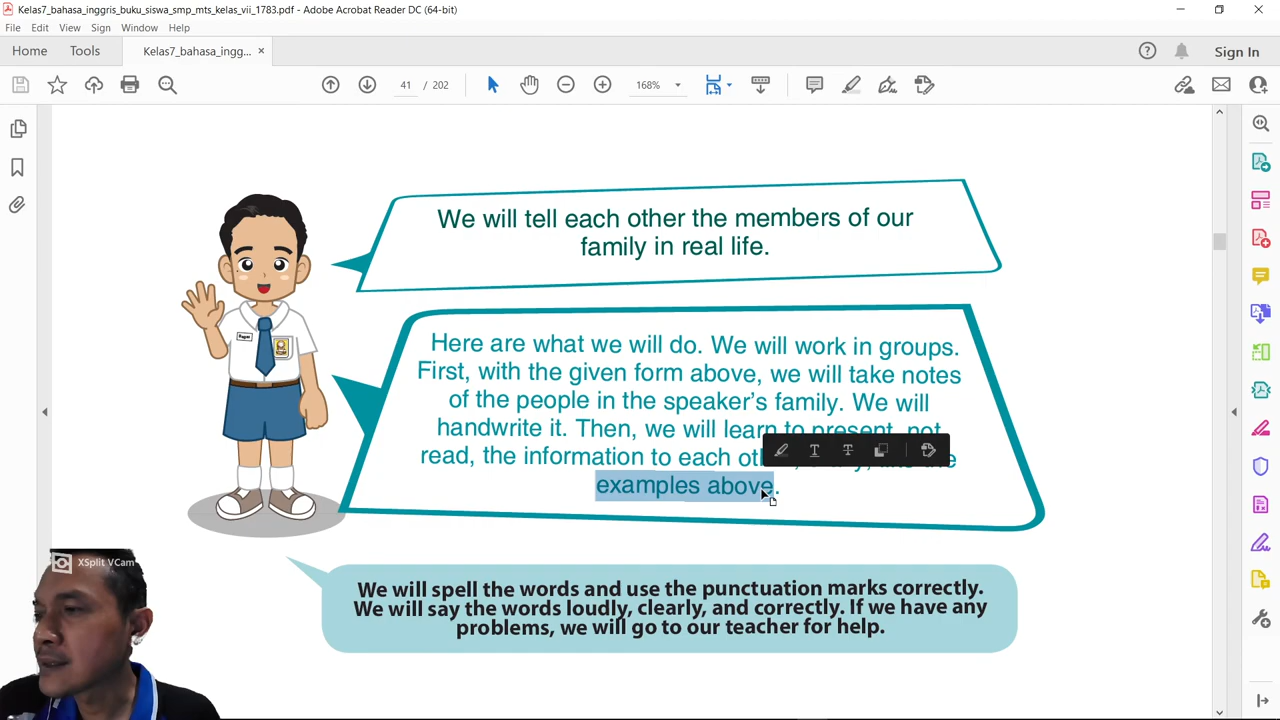 Kelas7_bahasa_inggris_buku_siswa_smp_mts_kelas_vii_1783.pdf - Adobe Acrobat Reader DC (64-bit)
File Edit View Sign Window Help
Home Tools Kelas7_bahasa_ingg... × Sign In
41 / 202 168%
We will tell each other the members of our
family in real life.
Here are what we will do. We will work in groups.
First, with the given form above, we will take notes
of the people in the speaker's family. We will
handwrite it. Then, we will learn to present, not
read, the information to each
examples above.
XSplit VCam
We will spell the words and use the punctuation marks correctly.
We will say the words loudly, clearly, and correctly. If we have any
problems, we will go to our teacher for help.